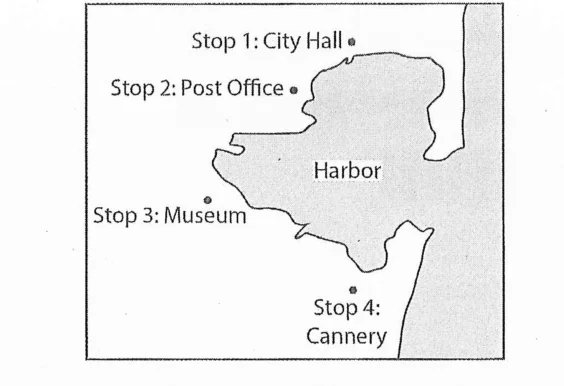 Stop 1: City Hall
Stop 2: Post Office
Harbor
Stop 3: Museum
Stop 4:
Cannery